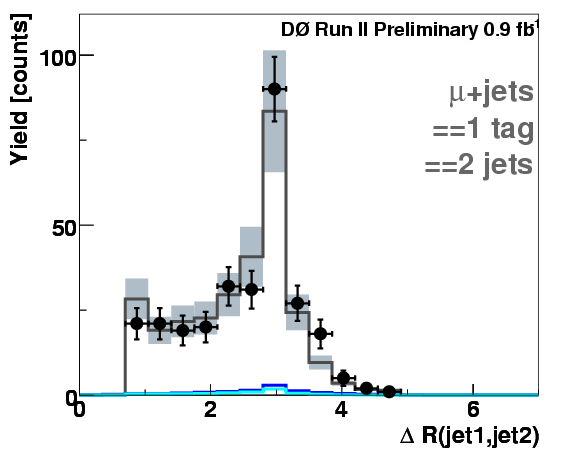 DØ Run II Preliminary 0.9 fb⁻¹
Yield [counts]
100
μ+jets
==1 tag
==2 jets
50
0
0 2 4 6
Δ R(jet1,jet2)